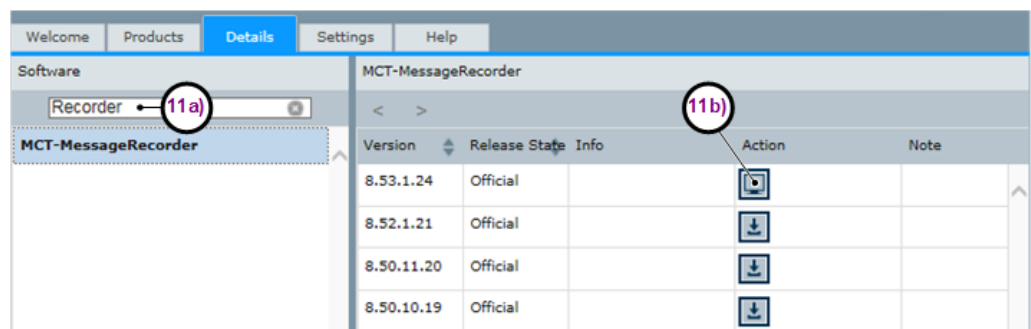 Welcome Products Details Settings Help
Software
MCT-MessageRecorder
Recorder 11a)
< > 11b)
MCT-MessageRecorder
Version Release State Info Action Note
8.53.1.24 Official
8.52.1.21 Official
8.50.11.20 Official
8.50.10.19 Official